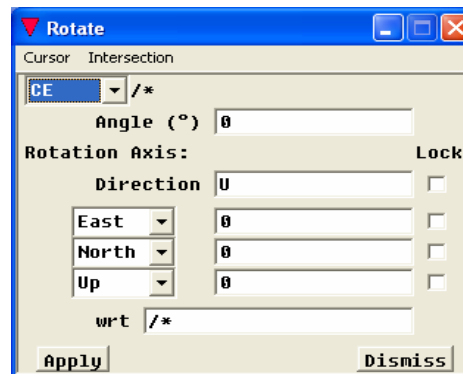 Rotate
Cursor Intersection
CE /*
Angle (°) 0
Rotation Axis: Lock
Direction U
East 0
North 0
Up 0
wrt /*
Apply Dismiss